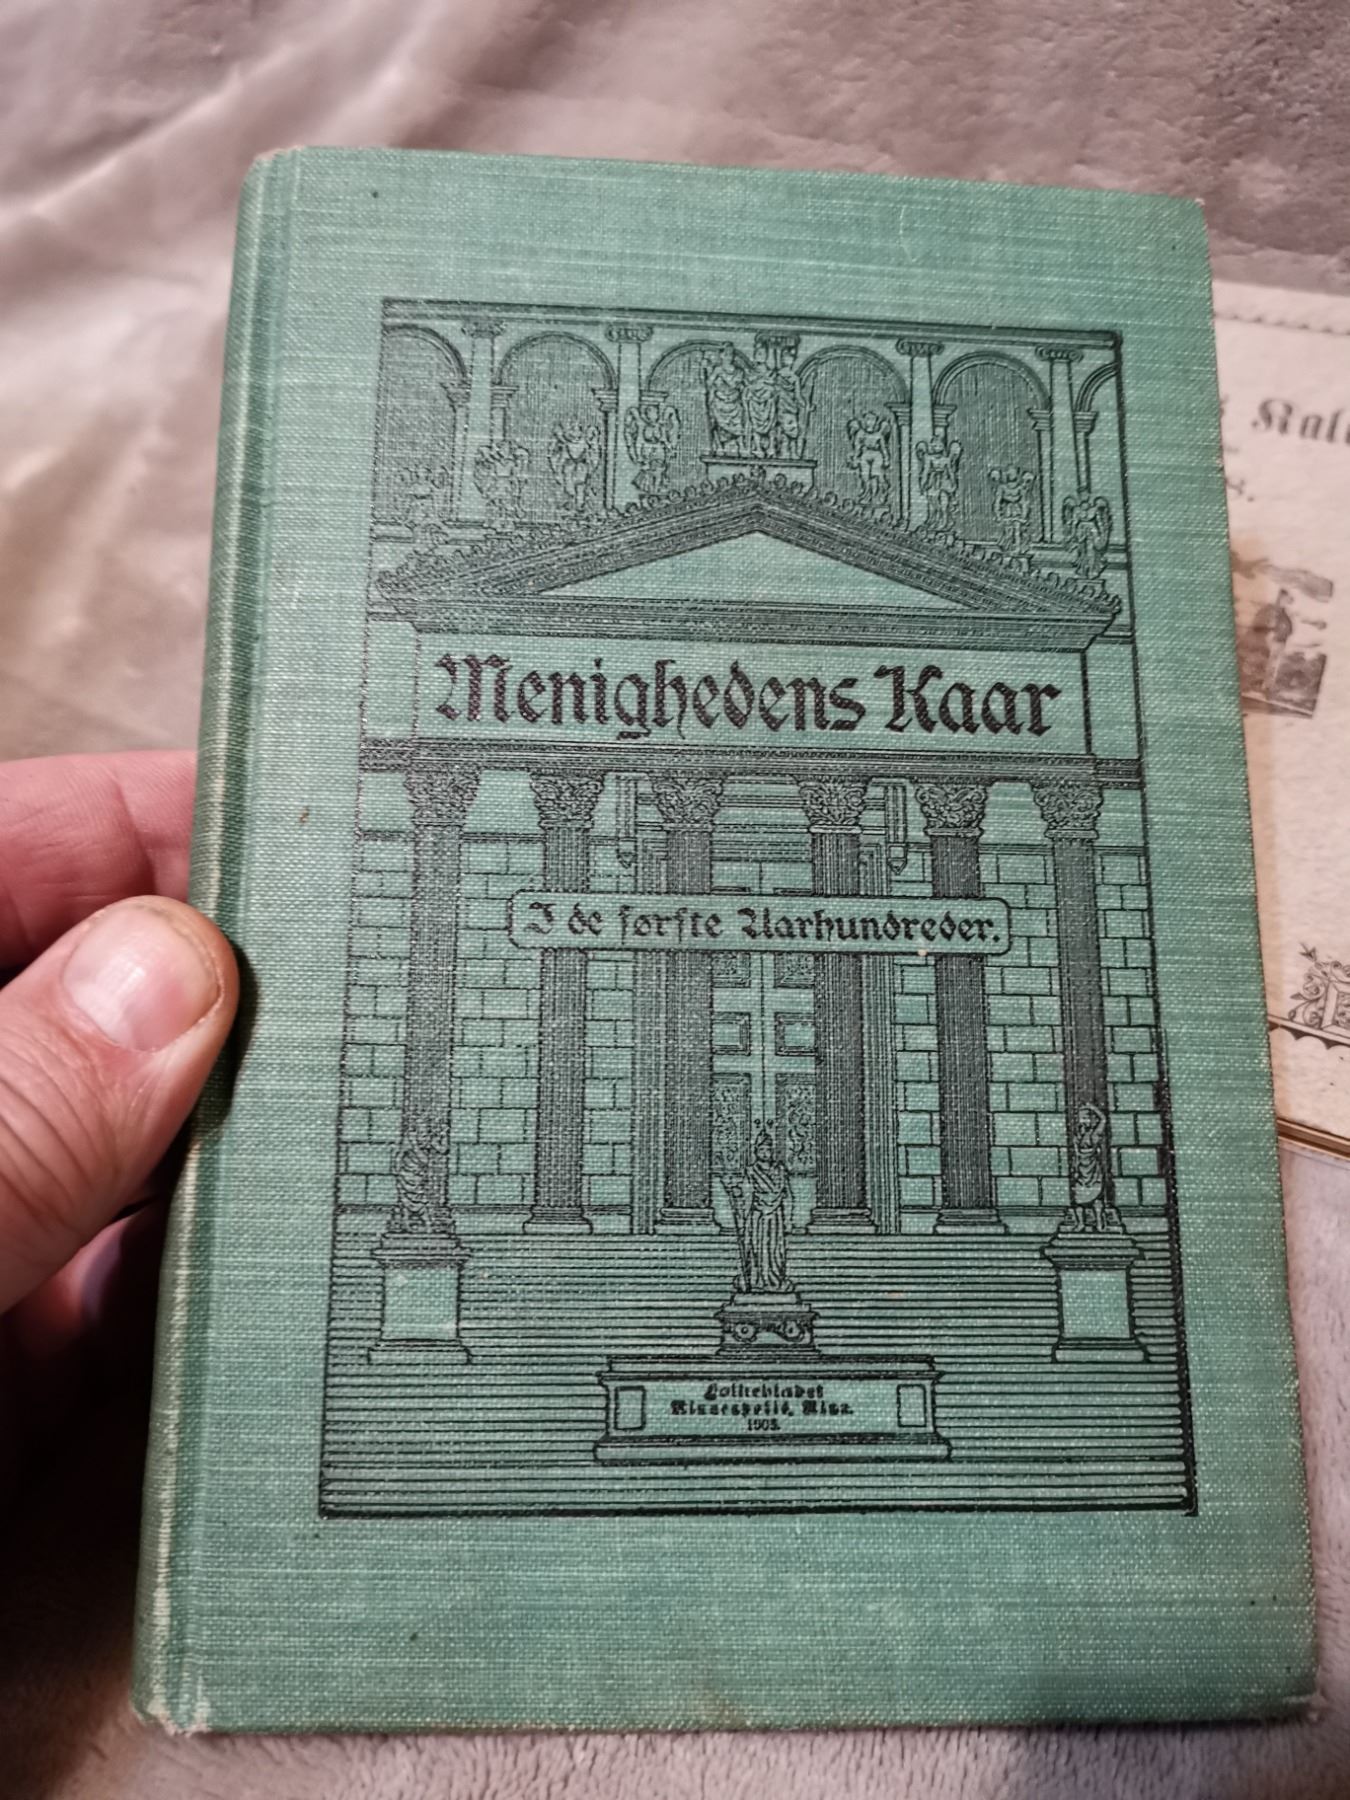 Menighedens Kaar
I de første Aarhundreder.
Folkebladet
Minneapolis, Minn.